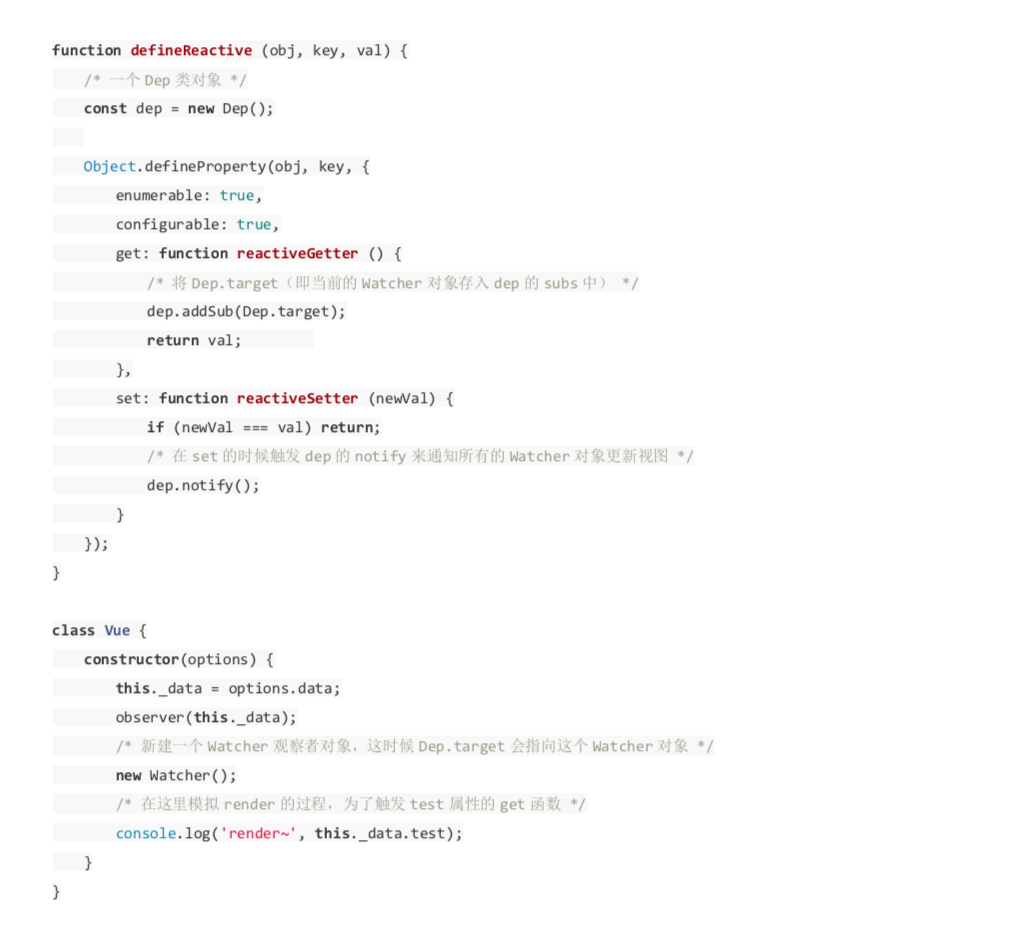 function defineReactive (obj, key, val) {
    /* 一个 Dep 类对象 */
    const dep = new Dep();

    Object.defineProperty(obj, key, {
        enumerable: true,
        configurable: true,
        get: function reactiveGetter () {
            /* 将 Dep.target（即当前的 Watcher 对象存入 dep 的 subs 中） */
            dep.addSub(Dep.target);
            return val;
        },
        set: function reactiveSetter (newVal) {
            if (newVal === val) return;
            /* 在 set 的时候触发 dep 的 notify 来通知所有的 Watcher 对象更新视图 */
            dep.notify();
        }
    });
}

class Vue {
    constructor(options) {
        this._data = options.data;
        observer(this._data);
        /* 新建一个 Watcher 观察者对象，这时候 Dep.target 会指向这个 Watcher 对象 */
        new Watcher();
        /* 在这里模拟 render 的过程，为了触发 test 属性的 get 函数 */
        console.log('render~', this._data.test);
    }
}